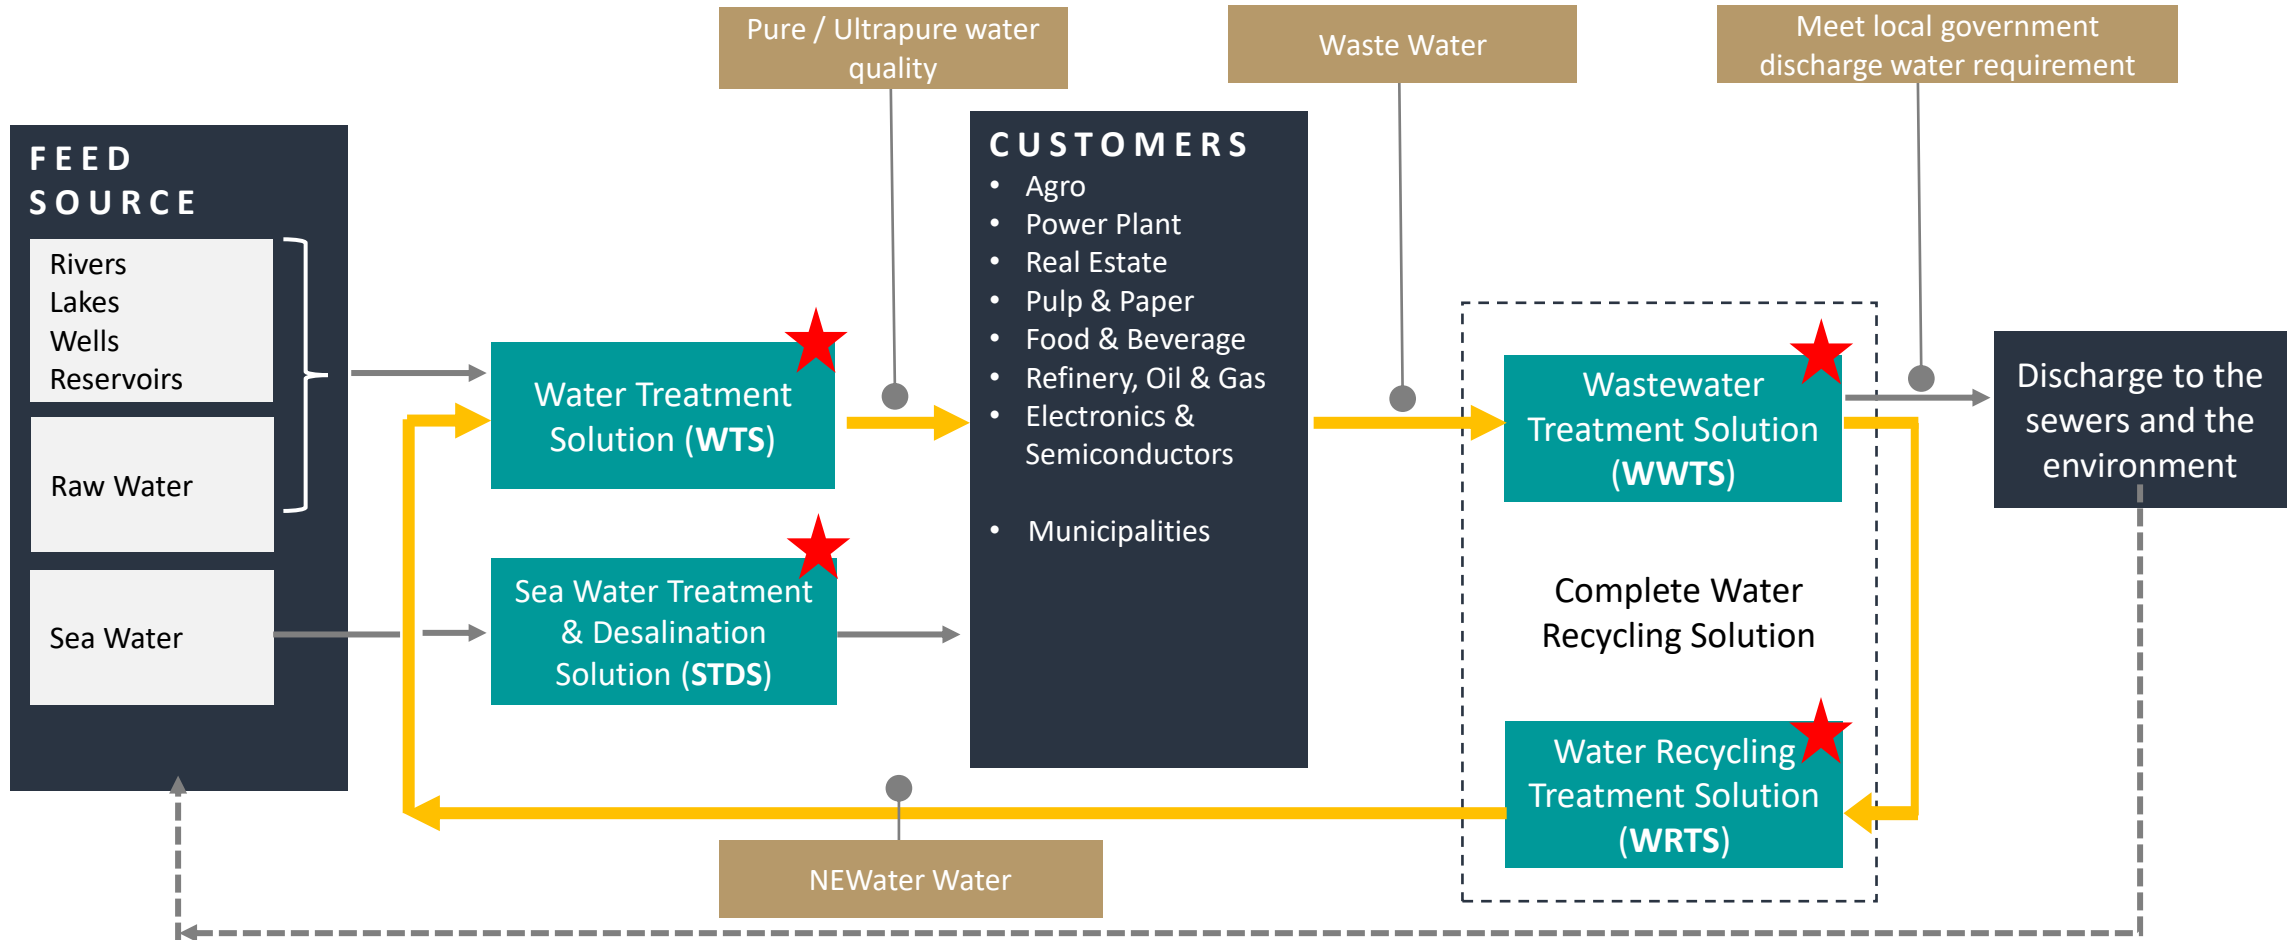 Pure / Ultrapure water
quality
Waste Water
Meet local government
discharge water requirement
FEED
SOURCE
Rivers
Lakes
Wells
Reservoirs
Raw Water
Sea Water
Water Treatment
Solution (WTS)
Sea Water Treatment
& Desalination
Solution (STDS)
CUSTOMERS
• Agro
• Power Plant
• Real Estate
• Pulp & Paper
• Food & Beverage
• Refinery, Oil & Gas
• Electronics &
Semiconductors
• Municipalities
Wastewater
Treatment Solution
(WWTS)
Complete Water
Recycling Solution
Water Recycling
Treatment Solution
(WRTS)
Discharge to the
sewers and the
environment
NEWater Water